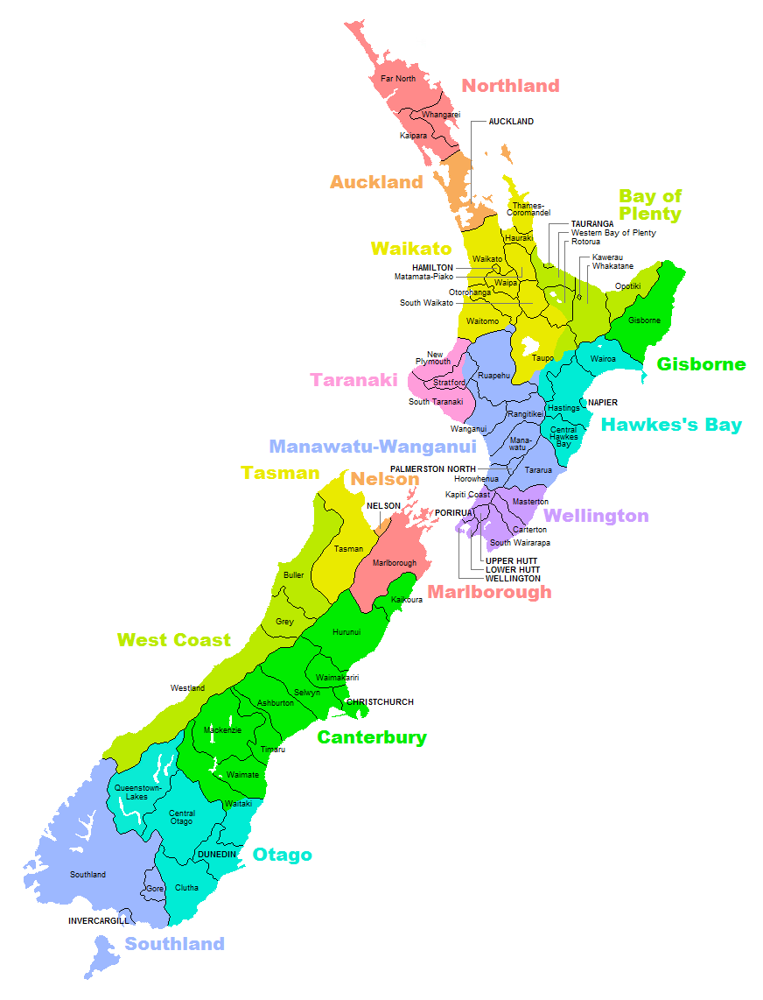 Far North
Northland
Whangarei
AUCKLAND
Kaipara
Auckland
Bay of
Plenty
Thames-
Coromandel
TAURANGA
Western Bay of Plenty
Hauraki
Rotorua
Waikato
Waikato
Kawerau
HAMILTON
Whakatane
Matamata-Piako
Waipa
Opotiki
Otorohanga
South Waikato
Waitomo
Gisborne
New
Plymouth
Taupo
Wairoa
Gisborne
Taranaki
Stratford
Ruapehu
South Taranaki
Hastings
NAPIER
Rangitikei
Hawkes's Bay
Wanganui
Central
Hawkes
Bay
Manawatu-Wanganui
Mana-
watu
PALMERSTON NORTH
Tararua
Tasman
Nelson
Horowhenua
Kapiti Coast
NELSON
Masterton
PORIRUA
Wellington
Carterton
South Wairarapa
Tasman
UPPER HUTT
Marlborough
LOWER HUTT
Buller
WELLINGTON
Marlborough
Kaikoura
Grey
Hurunui
West Coast
Waimakariri
Westland
Selwyn
Ashburton
CHRISTCHURCH
Mackenzie
Canterbury
Timaru
Waimate
Queenstown-
Lakes
Waitaki
Central
Otago
DUNEDIN
Otago
Southland
Gore
Clutha
INVERCARGILL
Southland